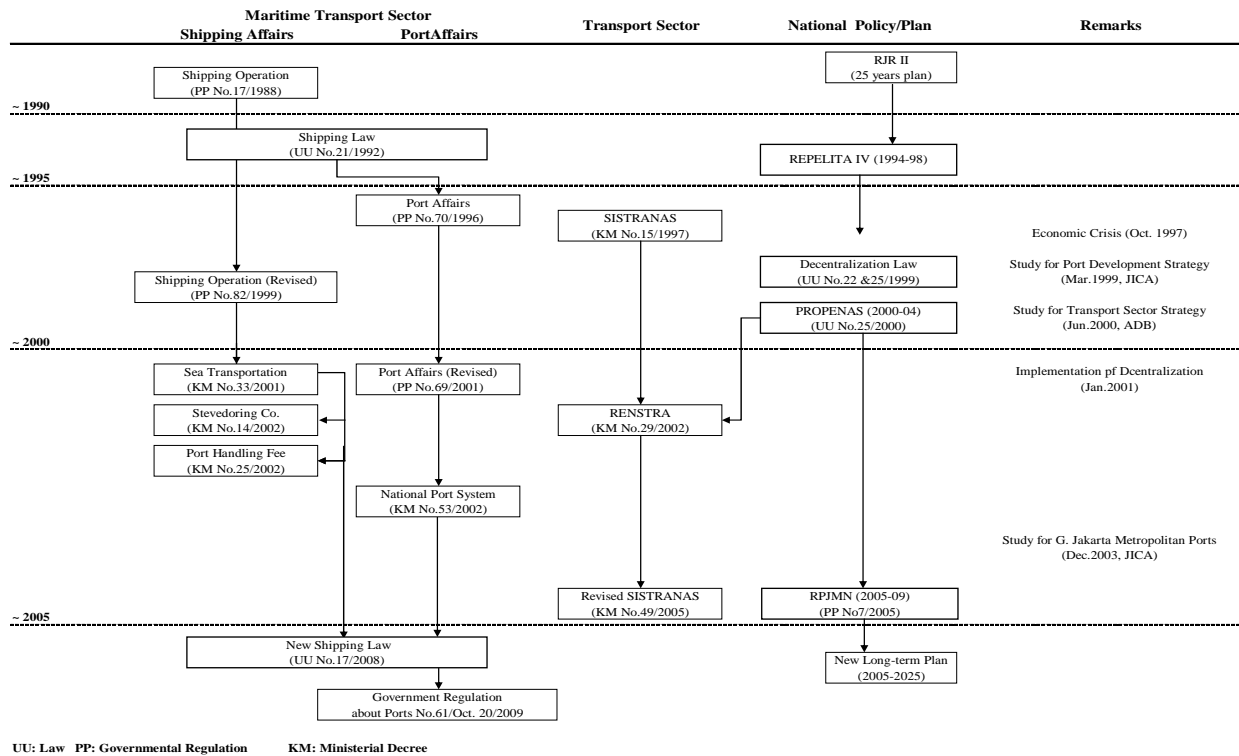 Maritime Transport Sector
Shipping Affairs
PortAffairs
Transport Sector
National Policy/Plan
Remarks
RJR II
(25 years plan)
Shipping Operation
(PP No.17/1988)
~ 1990
Shipping Law
(UU No.21/1992)
REPELITA IV (1994-98)
~ 1995
Port Affairs
(PP No.70/1996)
SISTRANAS
(KM No.15/1997)
Economic Crisis (Oct. 1997)
Shipping Operation (Revised)
(PP No.82/1999)
Decentralization Law
(UU No.22 &25/1999)
Study for Port Development Strategy
(Mar.1999, JICA)
PROPENAS (2000-04)
(UU No.25/2000)
Study for Transport Sector Strategy
(Jun.2000, ADB)
~ 2000
Sea Transportation
(KM No.33/2001)
Port Affairs (Revised)
(PP No.69/2001)
Implementation pf Dcentralization
(Jan.2001)
Stevedoring Co.
(KM No.14/2002)
RENSTRA
(KM No.29/2002)
Port Handling Fee
(KM No.25/2002)
National Port System
(KM No.53/2002)
Study for G. Jakarta Metropolitan Ports
(Dec.2003, JICA)
Revised SISTRANAS
(KM No.49/2005)
RPJMN (2005-09)
(PP No7/2005)
~ 2005
New Shipping Law
(UU No.17/2008)
New Long-term Plan
(2005-2025)
Government Regulation
about Ports No.61/Oct. 20/2009
UU: Law PP: Governmental Regulation KM: Ministerial Decree